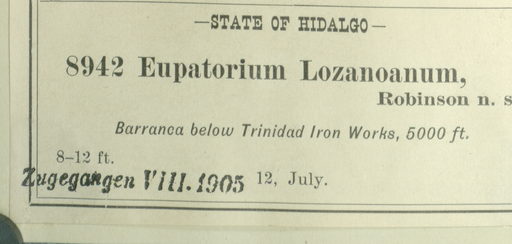 —STATE OF HIDALGO—
8942 Eupatorium Lozanoanum,
Robinson n. s
Barranca below Trinidad Iron Works, 5000 ft.
8–12 ft.
Zugegangen VIII. 1905 12, July.